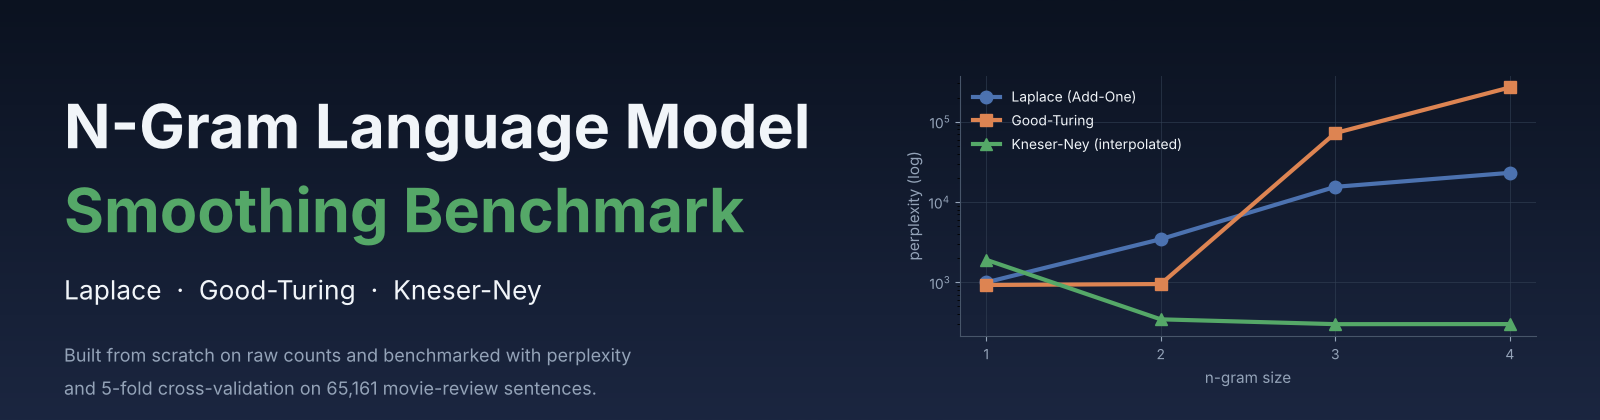 N-Gram Language Model
Smoothing Benchmark
Laplace · Good-Turing · Kneser-Ney
Built from scratch on raw counts and benchmarked with perplexity
and 5-fold cross-validation on 65,161 movie-review sentences.
Laplace (Add-One)
Good-Turing
Kneser-Ney (interpolated)
perplexity (log)
10⁵
10⁴
10³
1 2 3 4
n-gram size